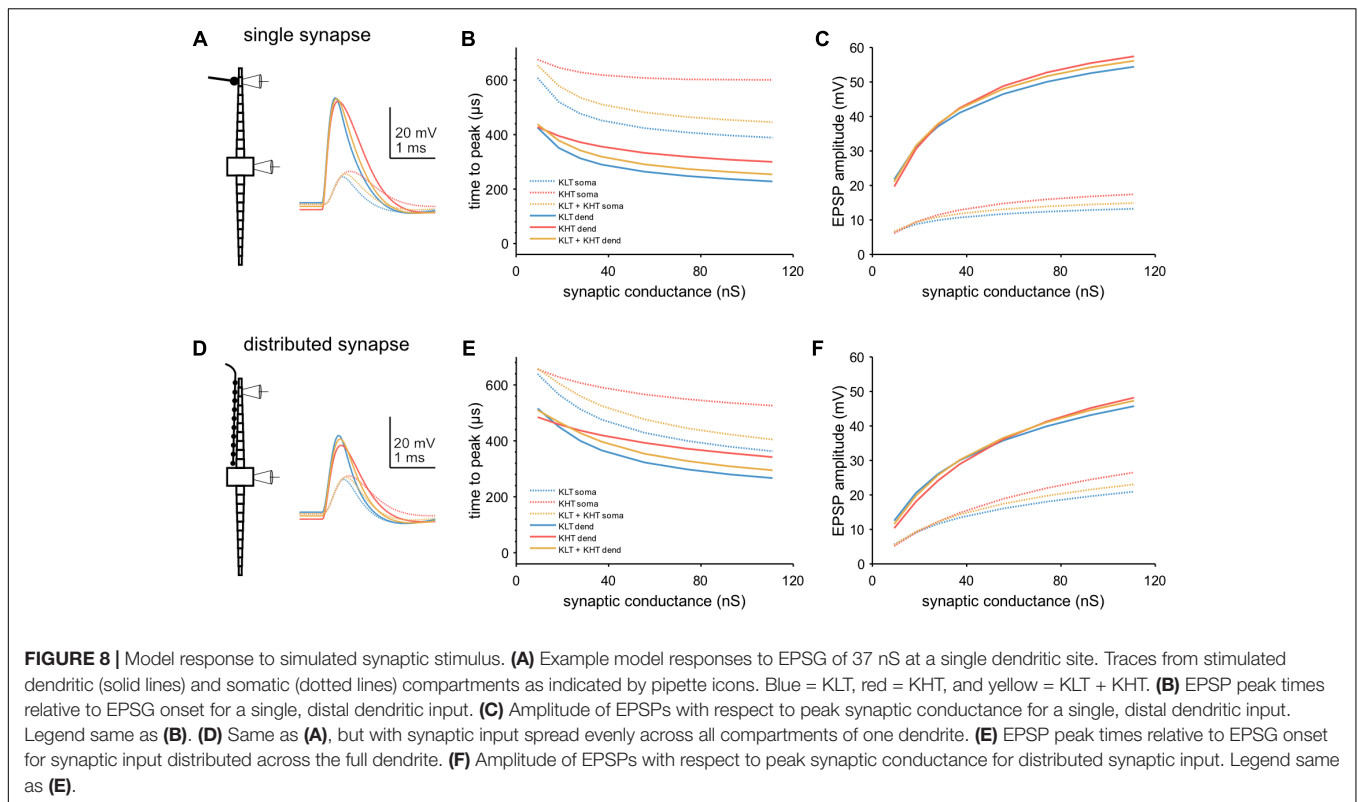 A
single synapse
20 mV
1 ms
B
time to peak (µs)
600
400
200
0
KLT soma
KHT soma
KLT + KHT soma
KLT dend
KHT dend
KLT + KHT dend
0
40
80
120
synaptic conductance (nS)
C
EPSP amplitude (mV)
60
50
40
30
20
10
0
0
40
80
120
synaptic conductance (nS)
D
distributed synapse
20 mV
1 ms
E
time to peak (µs)
600
400
200
0
KLT soma
KHT soma
KLT + KHT soma
KLT dend
KHT dend
KLT + KHT dend
0
40
80
120
synaptic conductance (nS)
F
EPSP amplitude (mV)
60
50
40
30
20
10
0
0
40
80
120
synaptic conductance (nS)
FIGURE 8 | Model response to simulated synaptic stimulus. (A) Example model responses to EPSG of 37 nS at a single dendritic site. Traces from stimulated
dendritic (solid lines) and somatic (dotted lines) compartments as indicated by pipette icons. Blue = KLT, red = KHT, and yellow = KLT + KHT. (B) EPSP peak times
relative to EPSG onset for a single, distal dendritic input. (C) Amplitude of EPSPs with respect to peak synaptic conductance for a single, distal dendritic input.
Legend same as (B). (D) Same as (A), but with synaptic input spread evenly across all compartments of one dendrite. (E) EPSP peak times relative to EPSG onset
for synaptic input distributed across the full dendrite. (F) Amplitude of EPSPs with respect to peak synaptic conductance for distributed synaptic input. Legend same
as (E).